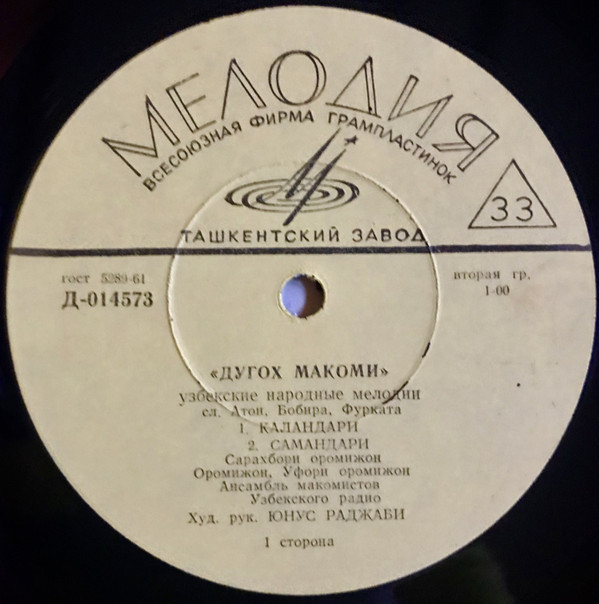 МЕЛОДИЯ
ВСЕСОЮЗНАЯ ФИРМА ГРАМПЛАСТИНОК
33
ТАШКЕНТСКИЙ ЗАВОД
гост 5289-61
Д-014573
вторая гр.
1-00
«ДУГОХ МАКОМИ»
узбекские народные мелодии
сл. Атои, Бобира, Фурката
1. КАЛАНДАРИ
2. САМАНДАРИ
Сарахбори оромижон
Оромижон, Уфори оромижон
Ансамбль макомистов
Узбекского радио
Худ. рук. ЮНУС РАДЖАБИ
1 сторона